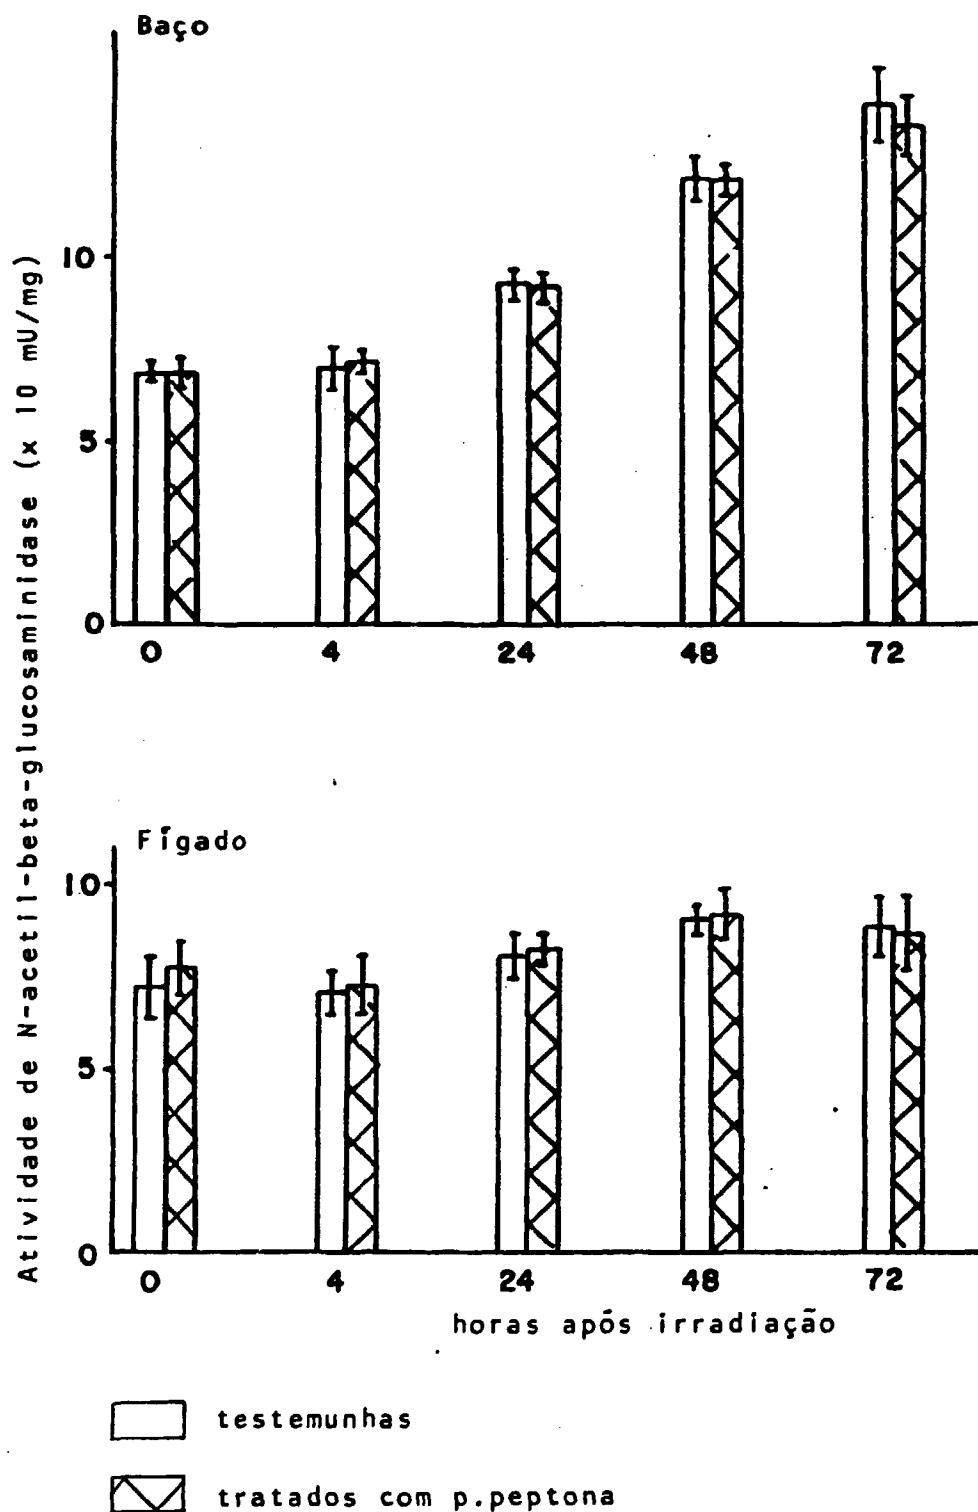 Baço
Atividade de N-acetil-beta-glucosaminidase (x 10 mU/mg)
10
5
0
0 4 24 48 72
Fígado
10
5
0
0 4 24 48 72
horas após irradiação
testemunhas
tratados com p.peptona